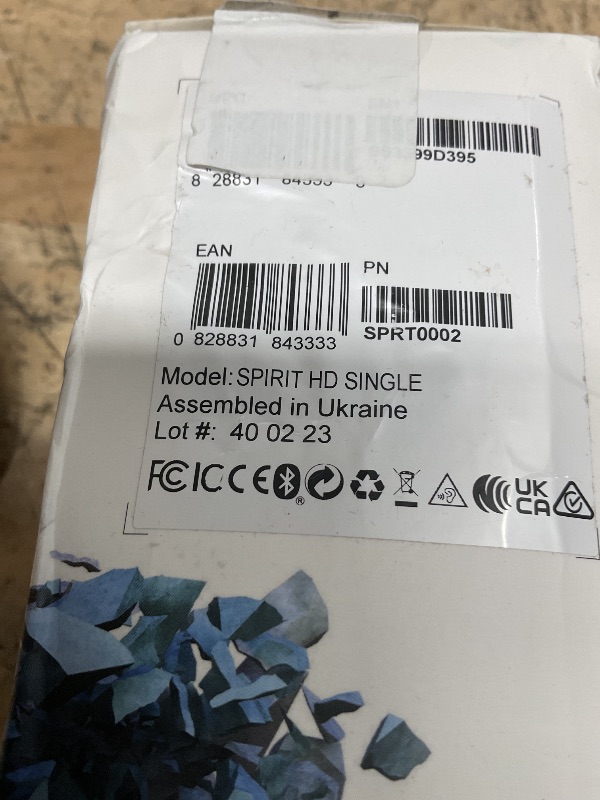 99D395
8 28831
EAN
PN
0 828831 843333
SPRT0002
Model: SPIRIT HD SINGLE
Assembled in Ukraine
Lot #: 40 02 23
FC IC CE
UK
CA